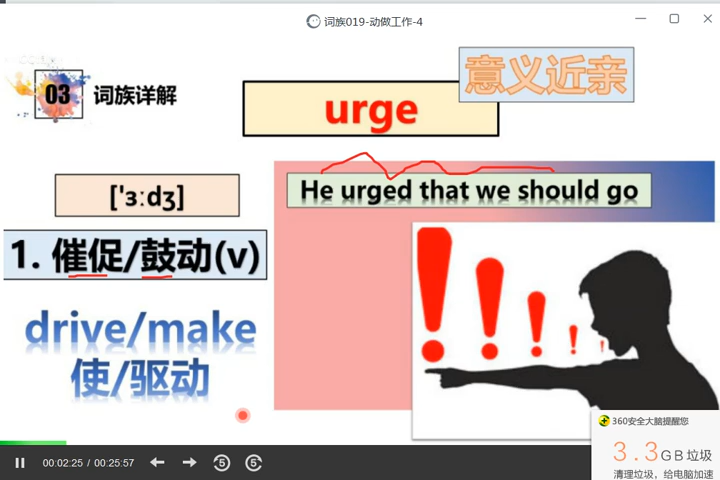 词族019-动做工作-4
意义近亲
03 词族详解
urge
['ɜːdʒ]
He urged that we should go
1. 催促/鼓动(v)
drive/make
使/驱动
360安全大脑提醒您
3.3GB垃圾
清理垃圾，给电脑加速
00:02:25 / 00:25:57
5 5